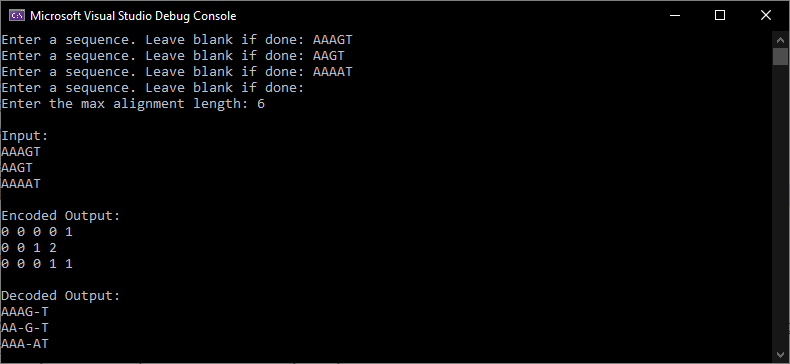 Microsoft Visual Studio Debug Console
Enter a sequence. Leave blank if done: AAAGT
Enter a sequence. Leave blank if done: AAGT
Enter a sequence. Leave blank if done: AAAAT
Enter a sequence. Leave blank if done:
Enter the max alignment length: 6
Input:
AAAGT
AAGT
AAAAT
Encoded Output:
0 0 0 0 1
0 0 1 2
0 0 0 1 1
Decoded Output:
AAAG-T
AA-G-T
AAA-AT